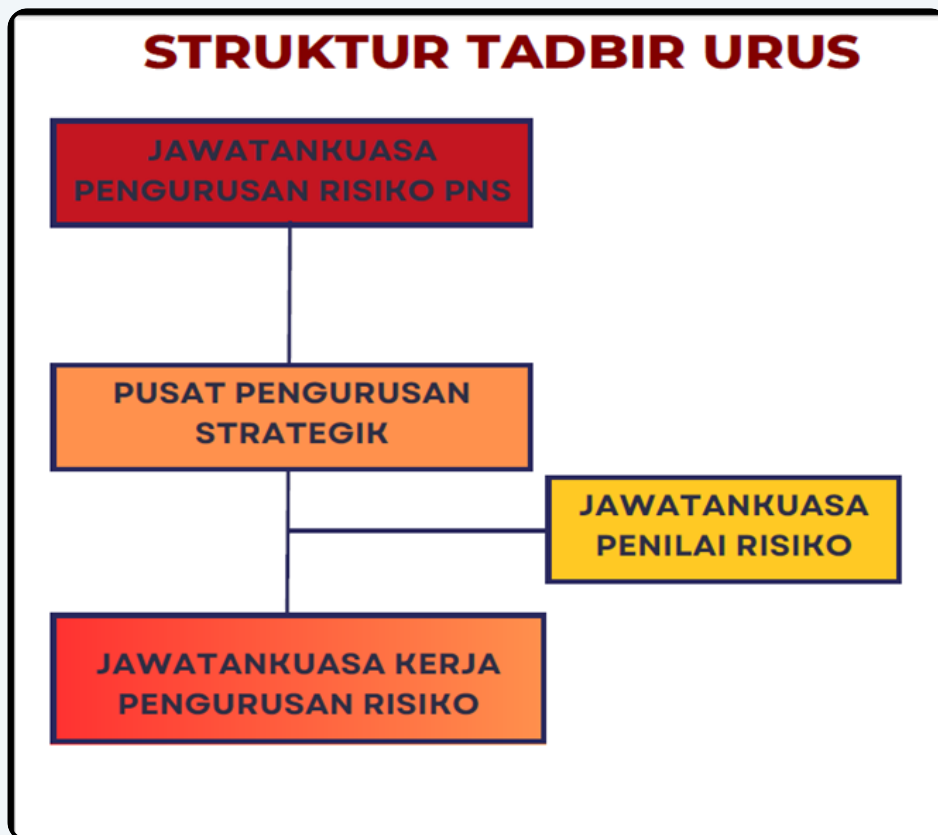 STRUKTUR TADBIR URUS
JAWATANKUASA
PENGURUSAN RISIKO PNS
PUSAT PENGURUSAN
STRATEGIK
JAWATANKUASA
PENILAI RISIKO
JAWATANKUASA KERJA
PENGURUSAN RISIKO